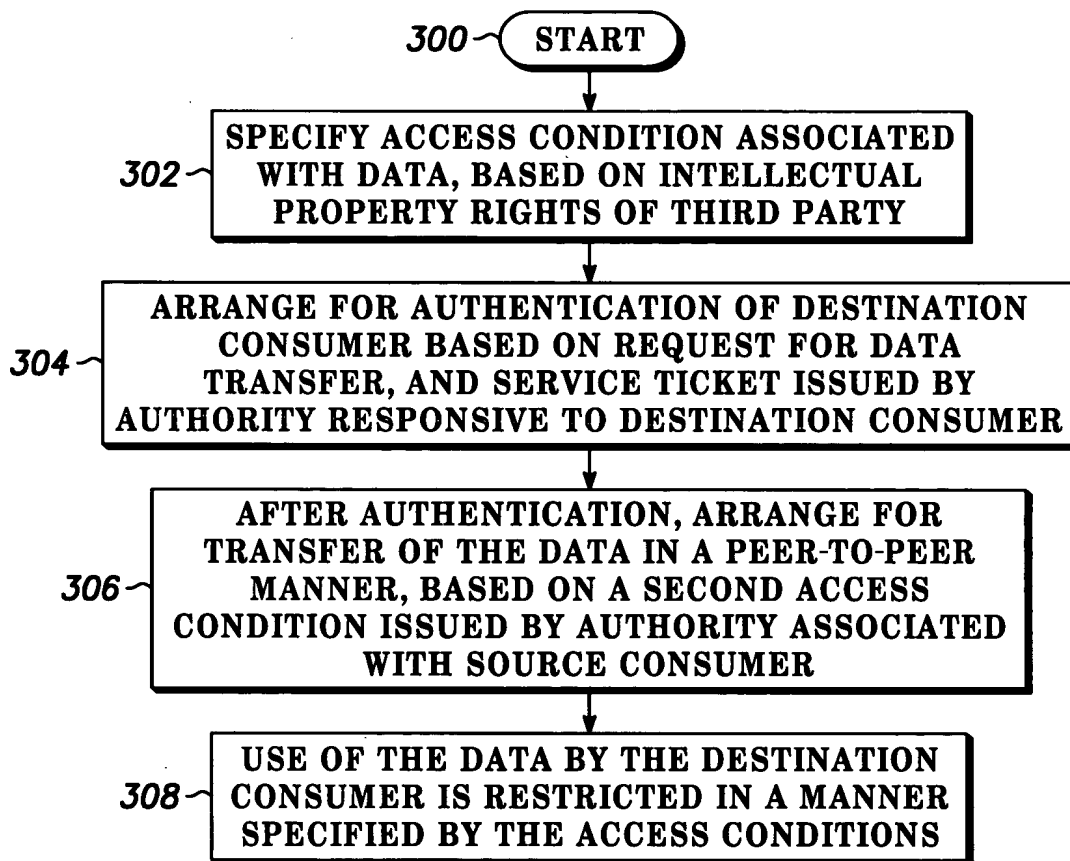 300 START
SPECIFY ACCESS CONDITION ASSOCIATED
302 WITH DATA, BASED ON INTELLECTUAL
PROPERTY RIGHTS OF THIRD PARTY
ARRANGE FOR AUTHENTICATION OF DESTINATION
CONSUMER BASED ON REQUEST FOR DATA
304 TRANSFER, AND SERVICE TICKET ISSUED BY
AUTHORITY RESPONSIVE TO DESTINATION CONSUMER
AFTER AUTHENTICATION, ARRANGE FOR
TRANSFER OF THE DATA IN A PEER-TO-PEER
306 MANNER, BASED ON A SECOND ACCESS
CONDITION ISSUED BY AUTHORITY ASSOCIATED
WITH SOURCE CONSUMER
USE OF THE DATA BY THE DESTINATION
308 CONSUMER IS RESTRICTED IN A MANNER
SPECIFIED BY THE ACCESS CONDITIONS